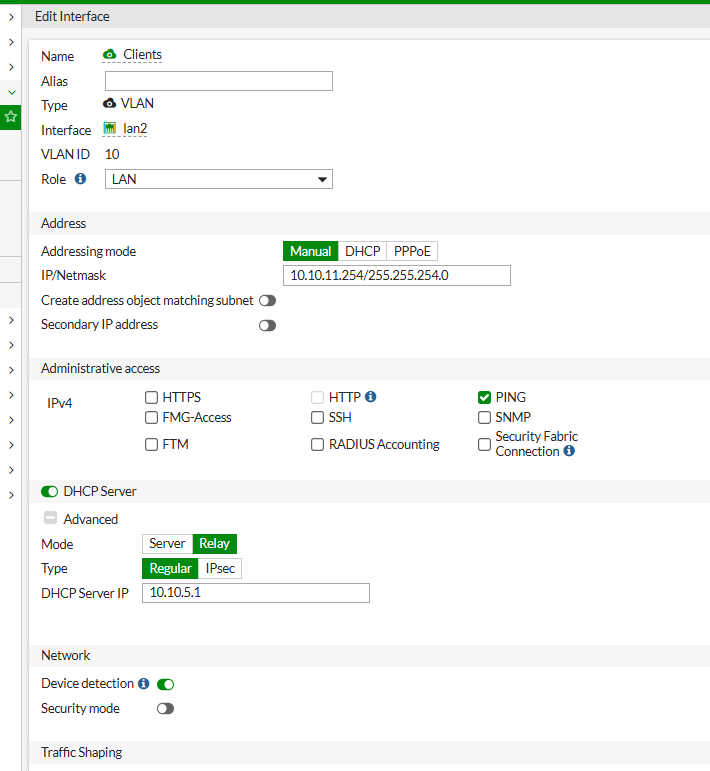 Edit Interface
Name Clients
Alias
Type VLAN
Interface lan2
VLAN ID 10
Role LAN
Address
Addressing mode Manual DHCP PPPoE
IP/Netmask 10.10.11.254/255.255.254.0
Create address object matching subnet
Secondary IP address
Administrative access
IPv4 HTTPS HTTP PING
FMG-Access SSH SNMP
FTM RADIUS Accounting Security Fabric
Connection
DHCP Server
Advanced
Mode Server Relay
Type Regular IPsec
DHCP Server IP 10.10.5.1
Network
Device detection
Security mode
Traffic Shaping